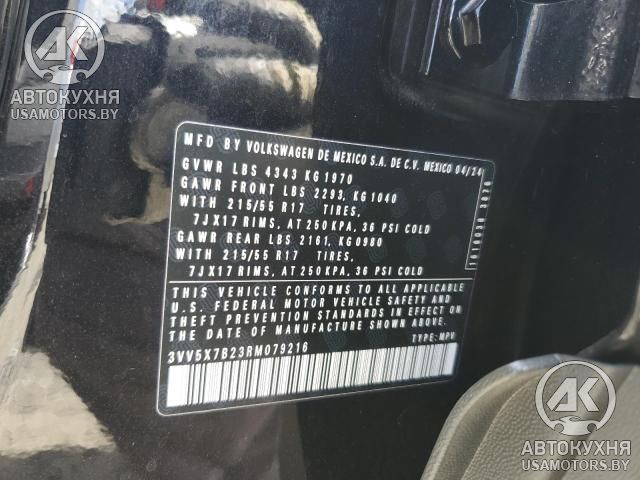 AK
АВТОКУХНЯ
USAMOTORS.BY
MFD BY VOLKSWAGEN DE MEXICO S.A. DE C.V. MEXICO 04/24
GVWR LBS 4343 KG 1970
GAWR FRONT LBS 2293, KG 1040
WITH 215/55 R17 TIRES,
7JX17 RIMS, AT 250 KPA, 36 PSI COLD
GAWR REAR LBS 2161, KG 0980
WITH 215/55 R17 TIRES,
7JX17 RIMS, AT 250 KPA, 36 PSI COLD
THIS VEHICLE CONFORMS TO ALL APPLICABLE
U.S. FEDERAL MOTOR VEHICLE SAFETY AND
THEFT PREVENTION STANDARDS IN EFFECT ON
THE DATE OF MANUFACTURE SHOWN ABOVE.
3VV5X7B23RM079216 TYPE: MPV
AK
АВТОКУХНЯ
USAMOTORS.BY